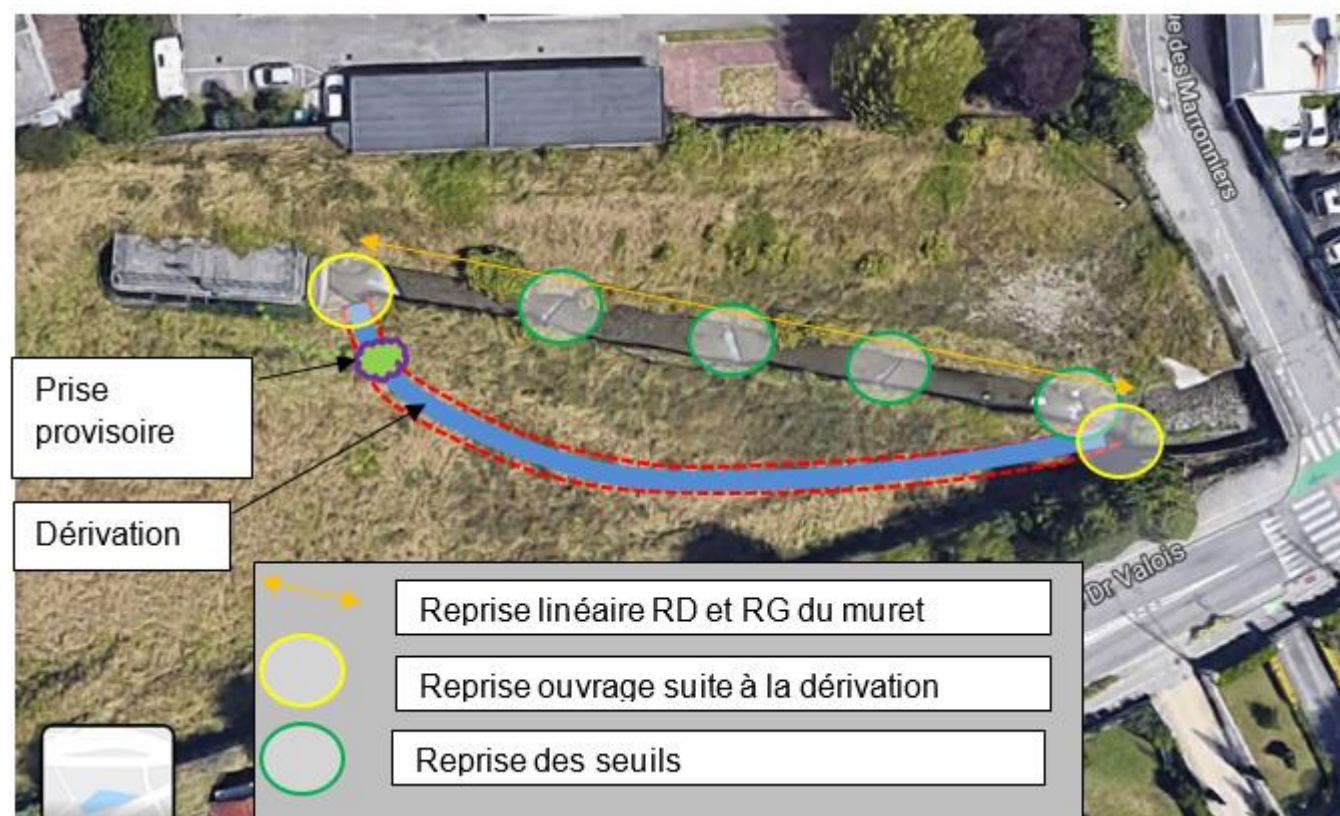 ue des Marronniers
Prise
provisoire
Dérivation
Dr Valois
Reprise linéaire RD et RG du muret
Reprise ouvrage suite à la dérivation
Reprise des seuils